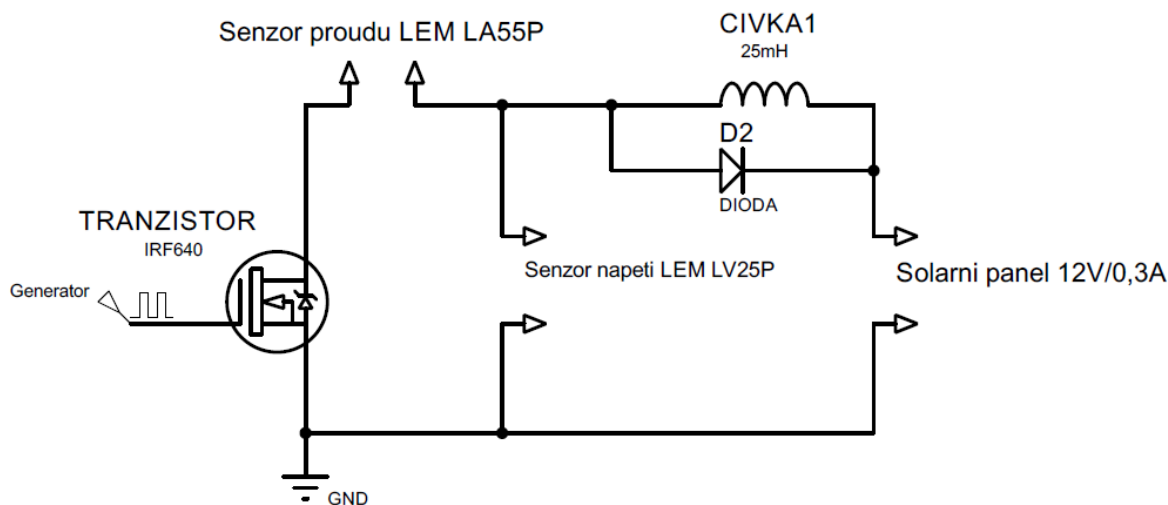 Senzor proudu LEM LA55P
CIVKA1
25mH
D2
DIODA
TRANZISTOR
IRF640
Generator
Senzor napeti LEM LV25P
Solarni panel 12V/0,3A
GND